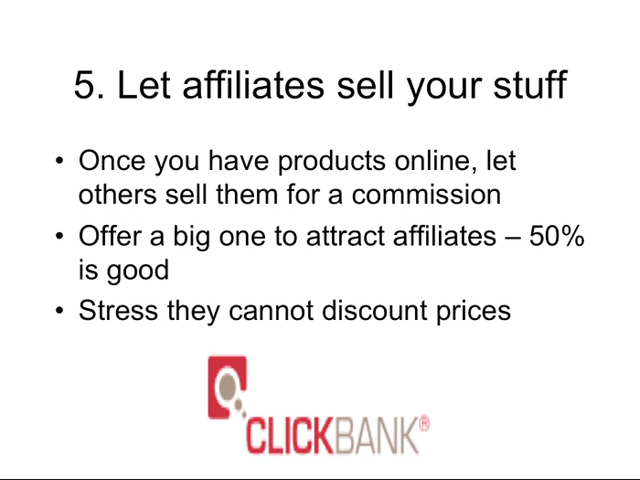 5. Let affiliates sell your stuff
• Once you have products online, let
others sell them for a commission
• Offer a big one to attract affiliates – 50%
is good
• Stress they cannot discount prices
CLICKBANK®